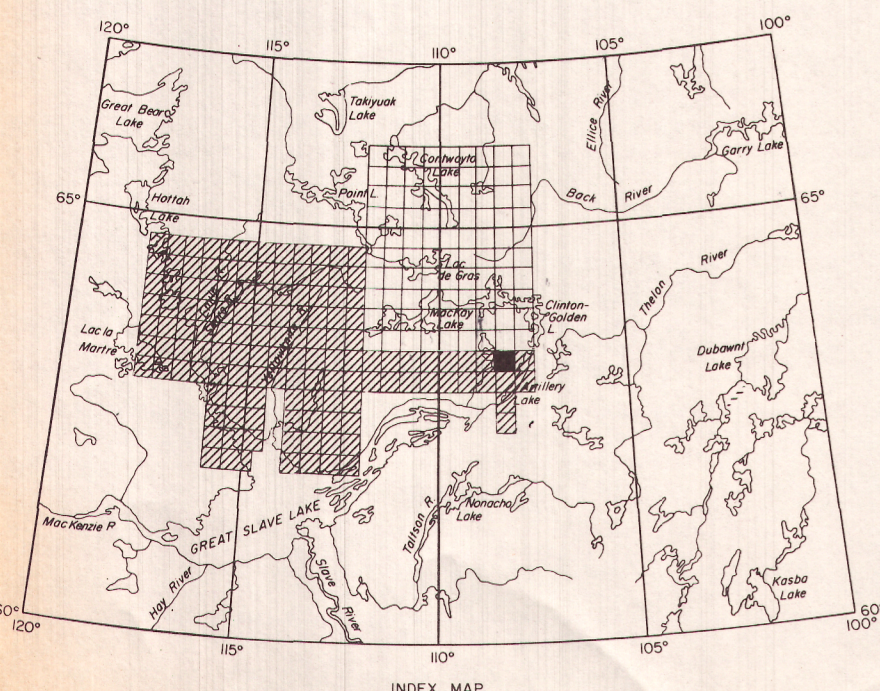 120°
115°
110°
105°
100°
Great Bear
Lake
Takiyuak
Lake
Ellice River
Garry Lake
Contwoyto
Lake
Point L.
Back River
65°
65°
Hottah
Lake
River
Thelon
Lac
de Gras
MacKay
Lake
Clinton-
Golden
L.
Lac la
Martre
Dubawnt
Lake
Artillery
Lake
MacKenzie R
GREAT SLAVE LAKE
Taltson R.
Nonacho
Lake
Hay River
Slave River
Kasba
Lake
60°
120°
115°
110°
105°
100°
INDEX MAP